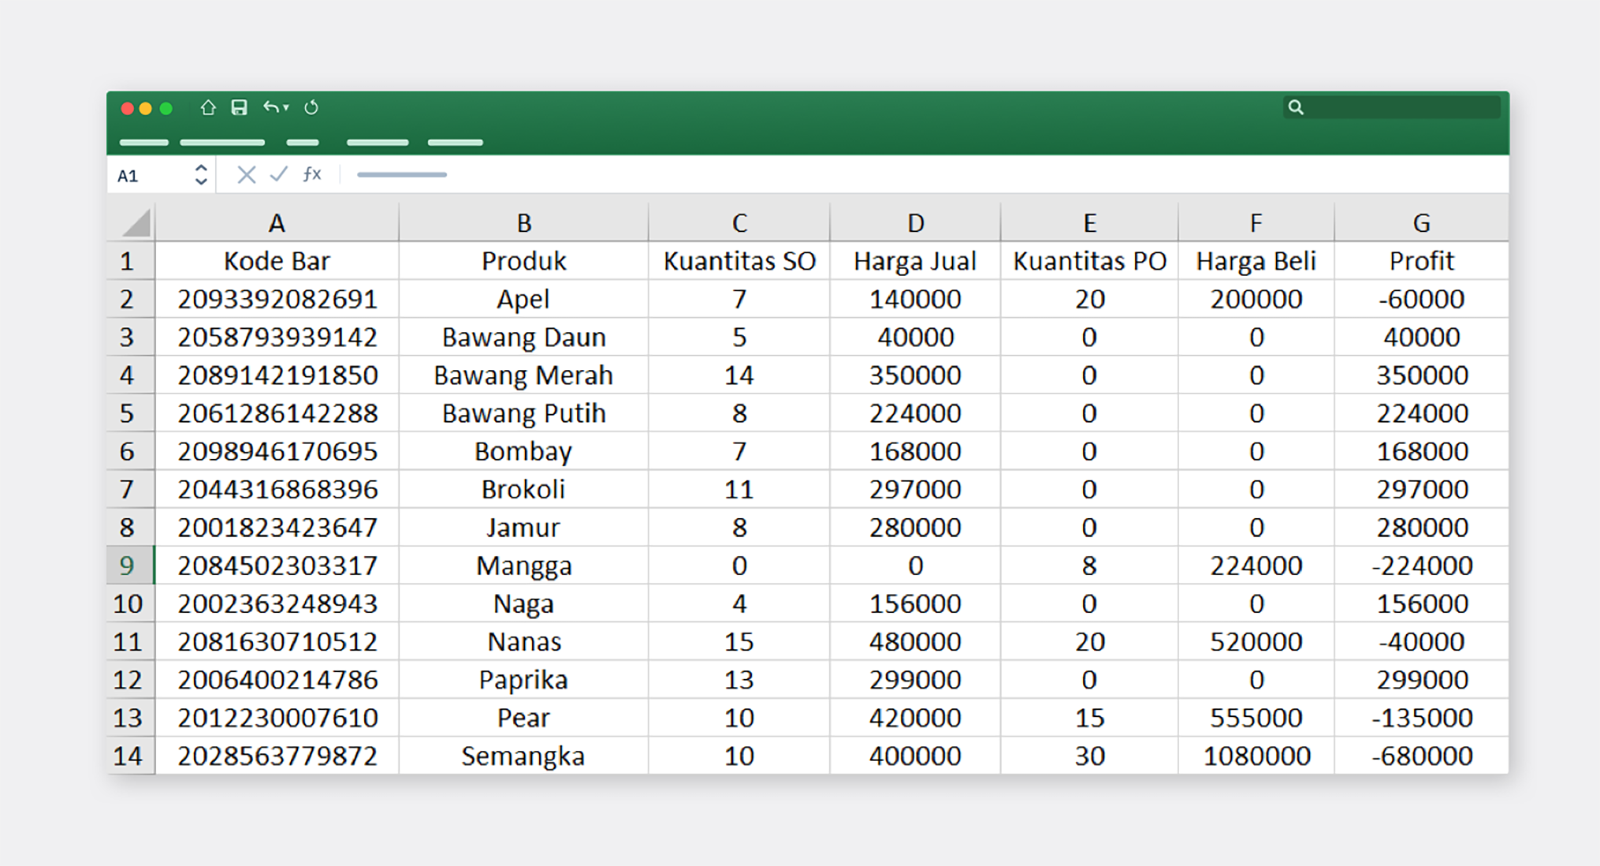 A1 fx
A B C D E F G
1 Kode Bar Produk Kuantitas SO Harga Jual Kuantitas PO Harga Beli Profit
2 2093392082691 Apel 7 140000 20 200000 -60000
3 2058793939142 Bawang Daun 5 40000 0 0 40000
4 2089142191850 Bawang Merah 14 350000 0 0 350000
5 2061286142288 Bawang Putih 8 224000 0 0 224000
6 2098946170695 Bombay 7 168000 0 0 168000
7 2044316868396 Brokoli 11 297000 0 0 297000
8 2001823423647 Jamur 8 280000 0 0 280000
9 2084502303317 Mangga 0 0 8 224000 -224000
10 2002363248943 Naga 4 156000 0 0 156000
11 2081630710512 Nanas 15 480000 20 520000 -40000
12 2006400214786 Paprika 13 299000 0 0 299000
13 2012230007610 Pear 10 420000 15 555000 -135000
14 2028563779872 Semangka 10 400000 30 1080000 -680000